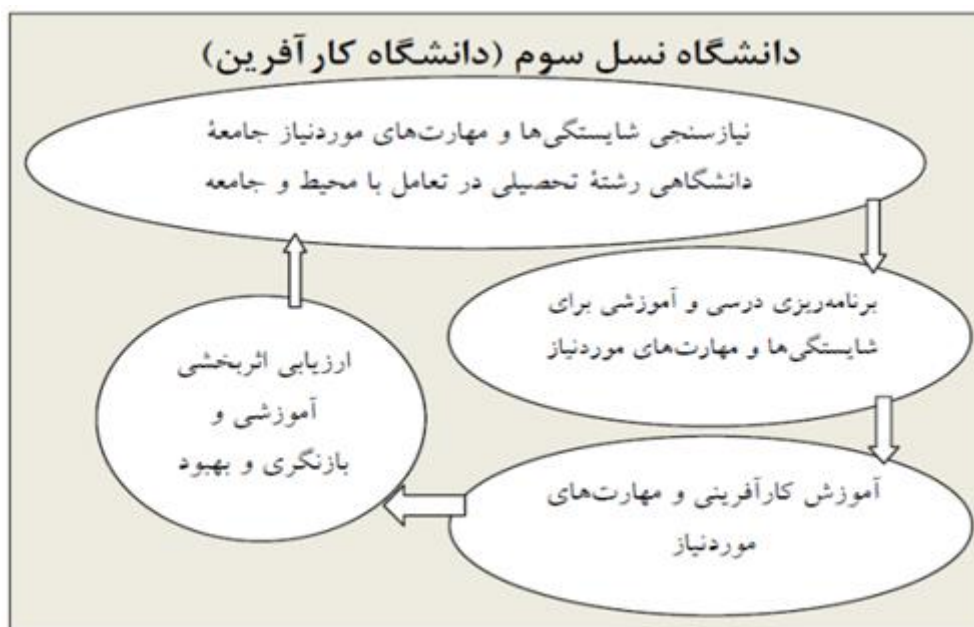 دانشگاه نسل سوم (دانشگاه کارآفرین)
نیازسنجی شایستگی‌ها و مهارت‌های موردنیاز جامعۀ
دانشگاهی رشتۀ تحصیلی در تعامل با محیط و جامعه
برنامه‌ریزی درسی و آموزشی برای
شایستگی‌ها و مهارت‌های موردنیاز
آموزش کارآفرینی و مهارت‌های
موردنیاز
ارزیابی اثربخشی
آموزشی و
بازنگری و بهبود